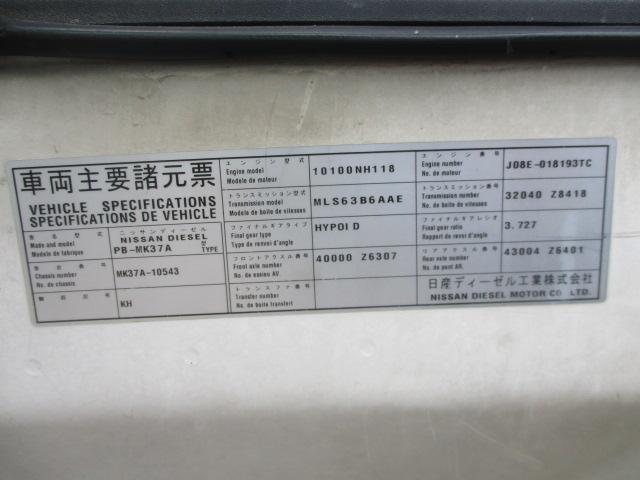 車両主要諸元票
VEHICLE SPECIFICATIONS
SPECIFICATIONS DE VEHICLE
車名 ニッサンディーゼル
Made and model NISSAN DIESEL 型
Modèle de fabrique PB-MK37A TYPE
Chassis number MK37A-10543
No. de chassis
KH
エンジン型式
Engine model 10100NH118
Modèle de moteur
トランスミッション型式
Transmission model MLS63B6AAE
Modèle de boite de vitesses
ファイナルギアタイプ
Final gear type HYPOID
Type de renvoi d'angle
フロントアクスル番号
Front axle number 40000 Z6307
No. de essieu AV.
トランスファ番号
Transfer number
No. de boite transfert
エンジン番号
Engine number J08E-018193TC
No. de moteur
トランスミッション番号
Transmission number 32040 Z8418
No. de boite de vitesses
ファイナルギアレシオ
Final gear ratio 3.727
Rapport de renvoi d'angle
リアアクスル番号
Rear axle number 43004 Z6401
No. de pont AR.
日産ディーゼル工業株式会社
NISSAN DIESEL MOTOR CO., LTD.